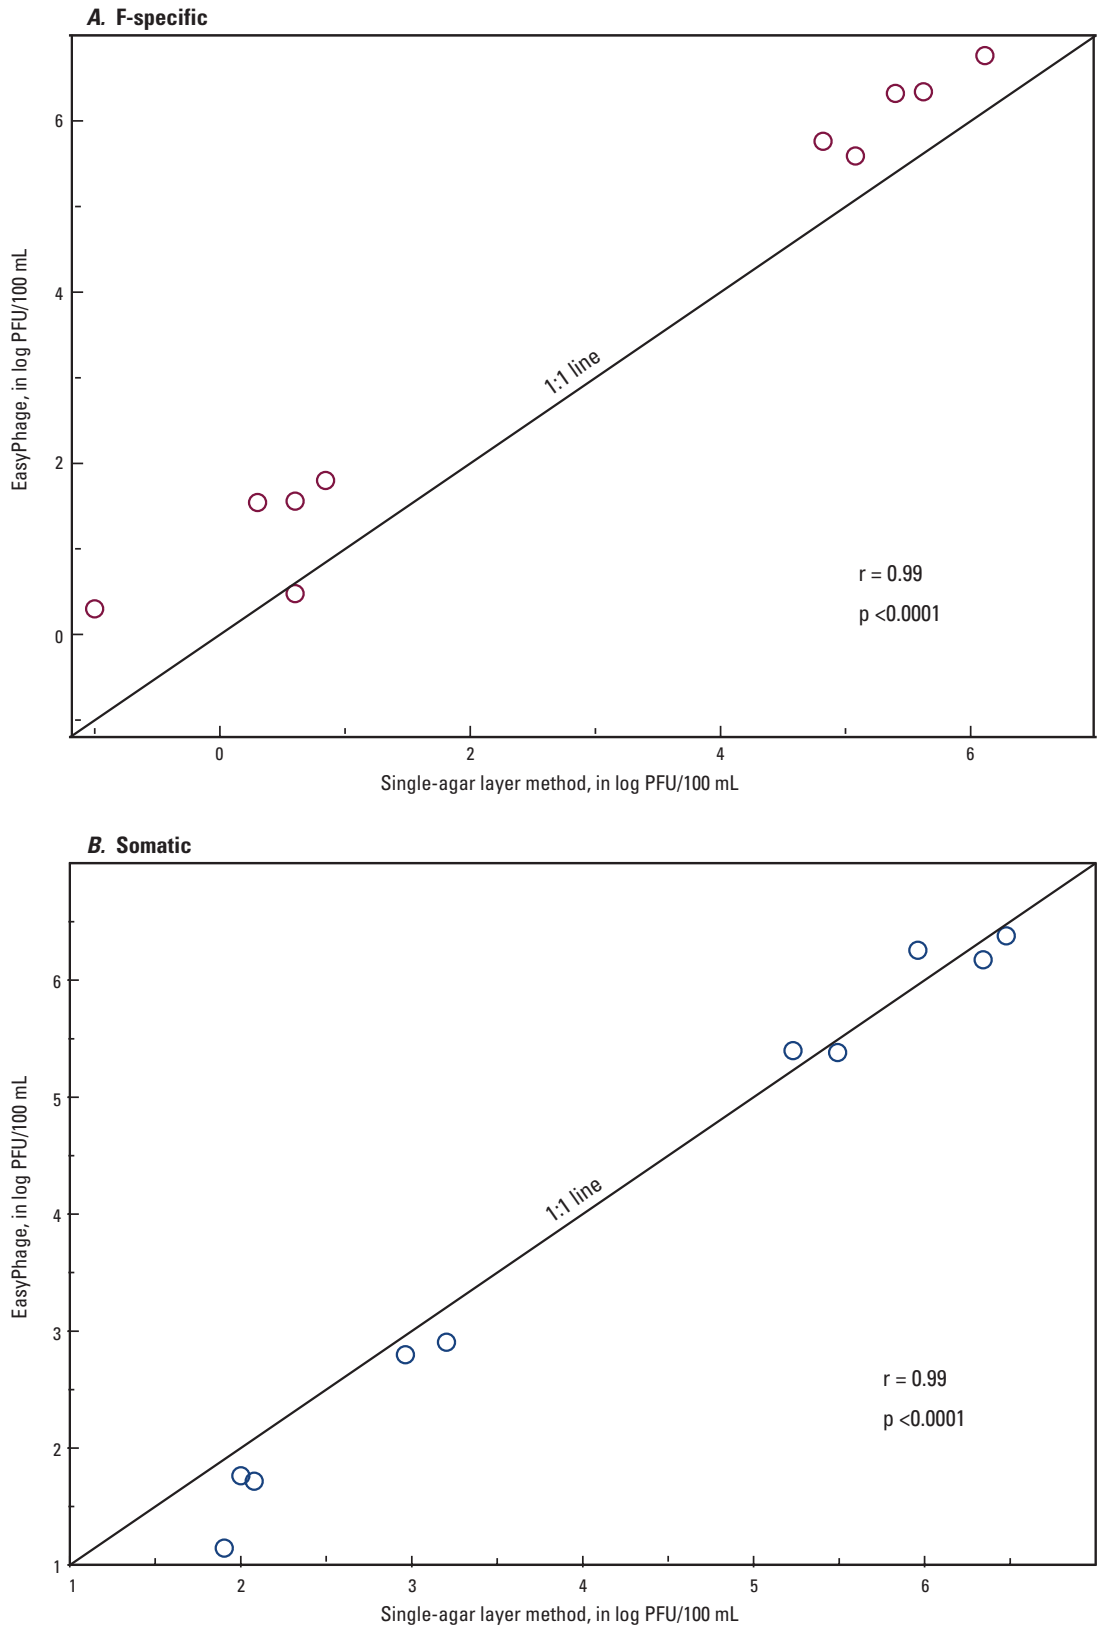 A. F-specific
6
4
2
0
EasyPhage, in log PFU/100 mL
1:1 line
r = 0.99
p <0.0001
0 2 4 6
Single-agar layer method, in log PFU/100 mL
B. Somatic
6
5
4
3
2
1
EasyPhage, in log PFU/100 mL
1:1 line
r = 0.99
p <0.0001
1 2 3 4 5 6
Single-agar layer method, in log PFU/100 mL